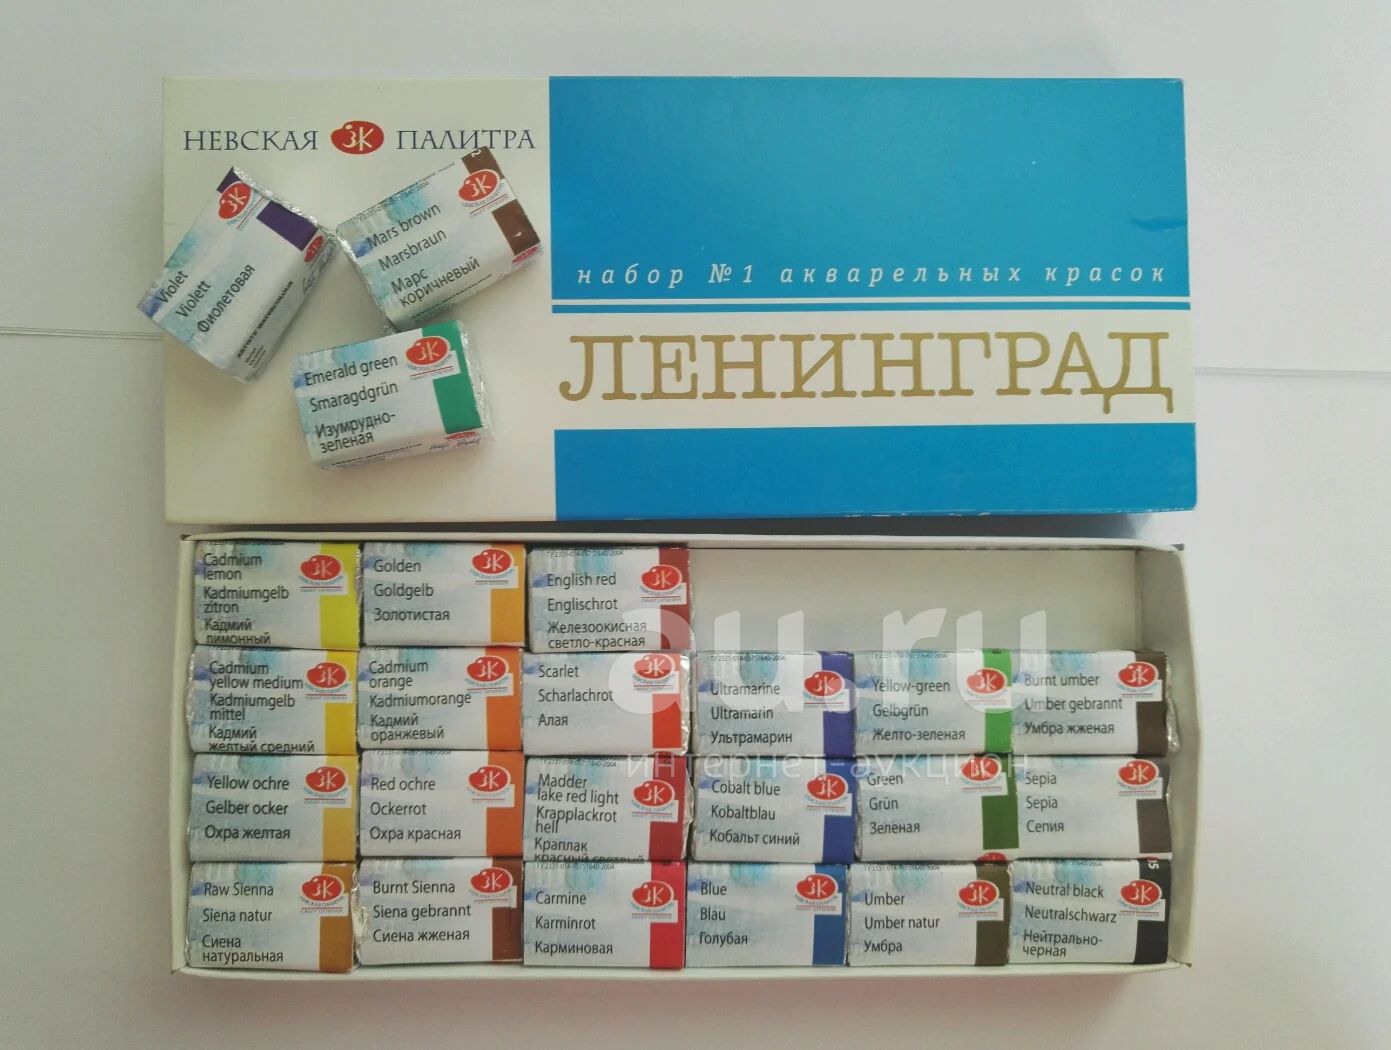 НЕВСКАЯ ЗК ПАЛИТРА
набор №1 акварельных красок
ЛЕНИНГРАД
Violet
Violett
Фиолетовая
Mars brown
Marsbraun
Марс
коричневый
Emerald green
Smaragdgrün
Изумрудно-
зеленая
Cadmium
lemon
Kadmiumgelb
zitron
Кадмий
лимонный
Golden
Goldgelb
Золотистая
English red
Englischrot
Железоокисная
светло-красная
Cadmium
yellow medium
Kadmiumgelb
mittel
Кадмий
желтый средний
Cadmium
orange
Kadmiumorange
Кадмий
оранжевый
Scarlet
Scharlachrot
Алая
Ultramarine
Ultramarin
Ультрамарин
Yellow-green
Gelbgrün
Желто-зеленая
Burnt umber
Umber gebrannt
Умбра жженая
Yellow ochre
Gelber ocker
Охра желтая
Red ochre
Ockerrot
Охра красная
Madder
lake red light
Krapplackrot
hell
Краплак
красный светлый
Cobalt blue
Kobaltblau
Кобальт синий
Green
Grün
Зеленая
Sepia
Sepia
Сепия
Raw Sienna
Siena natur
Сиена
натуральная
Burnt Sienna
Siena gebrannt
Сиена жженая
Carmine
Karminrot
Карминовая
Blue
Blau
Голубая
Umber
Umber natur
Умбра
Neutral black
Neutralschwarz
Нейтрально-
черная
au.ru
интернет-аукцион